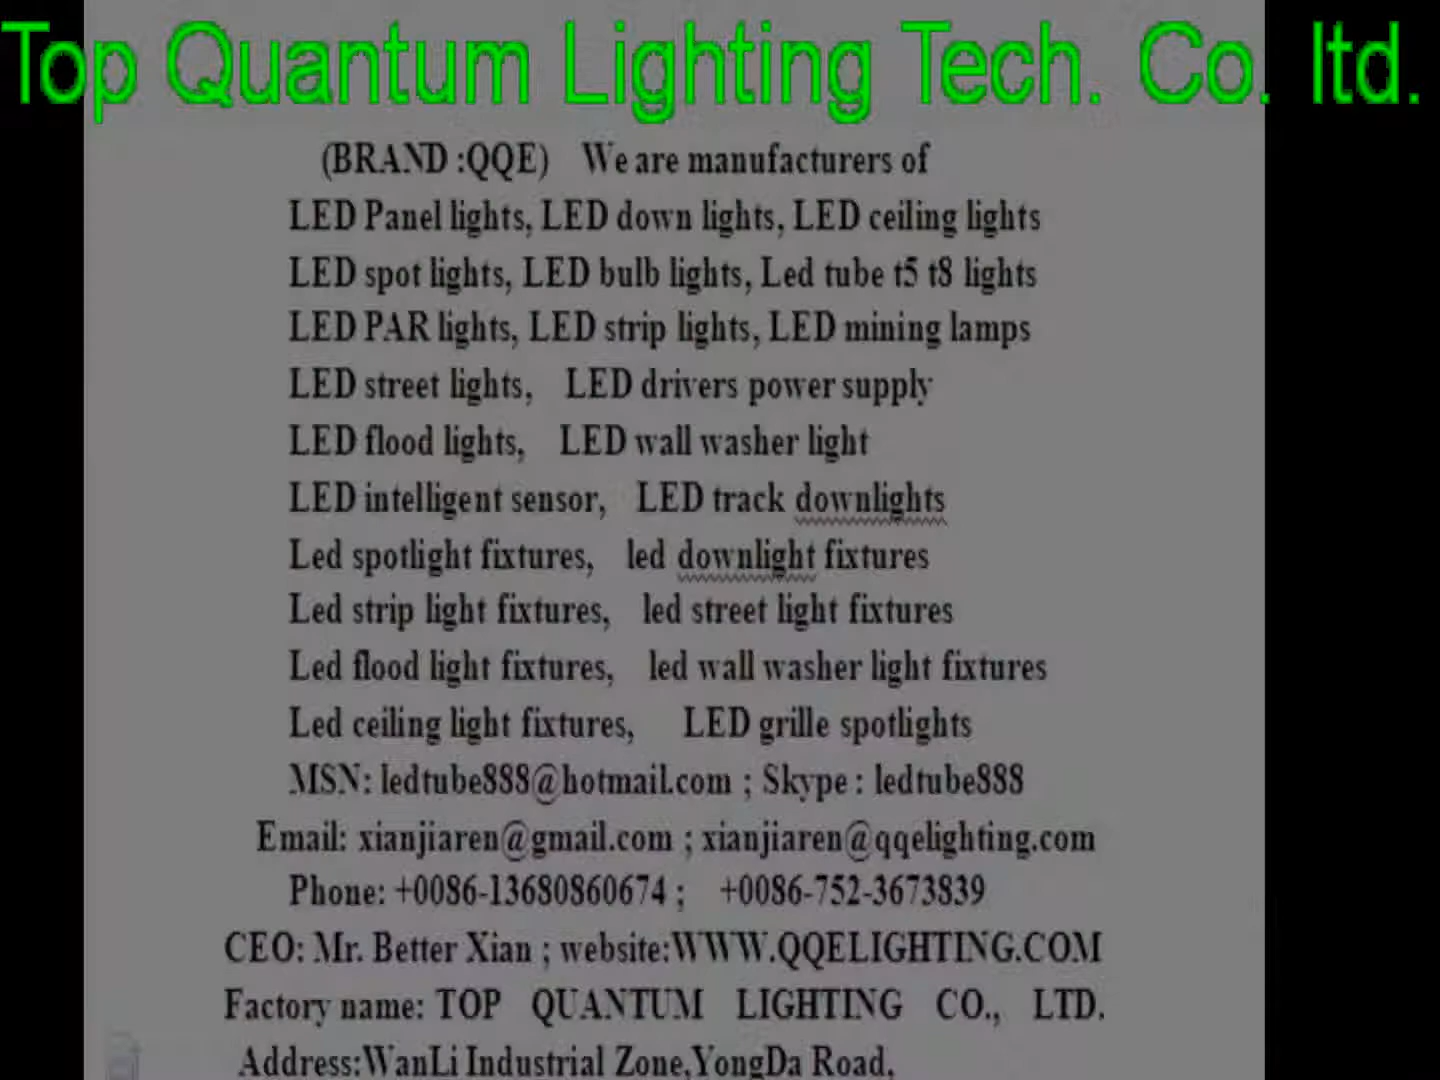 Top Quantum Lighting Tech. Co. ltd.
(BRAND :QQE) We are manufacturers of
LED Panel lights, LED down lights, LED ceiling lights
LED spot lights, LED bulb lights, Led tube t5 t8 lights
LED PAR lights, LED strip lights, LED mining lamps
LED street lights, LED drivers power supply
LED flood lights, LED wall washer light
LED intelligent sensor, LED track downlights
Led spotlight fixtures, led downlight fixtures
Led strip light fixtures, led street light fixtures
Led flood light fixtures, led wall washer light fixtures
Led ceiling light fixtures, LED grille spotlights
MSN: ledtube888@hotmail.com ; Skype : ledtube888
Email: xianjiaren@gmail.com ; xianjiaren@qqelighting.com
Phone: +0086-13680860674 ; +0086-752-3673839
CEO: Mr. Better Xian ; website:WWW.QQELIGHTING.COM
Factory name: TOP QUANTUM LIGHTING CO., LTD.
Address:WanLi Industrial Zone,YongDa Road,